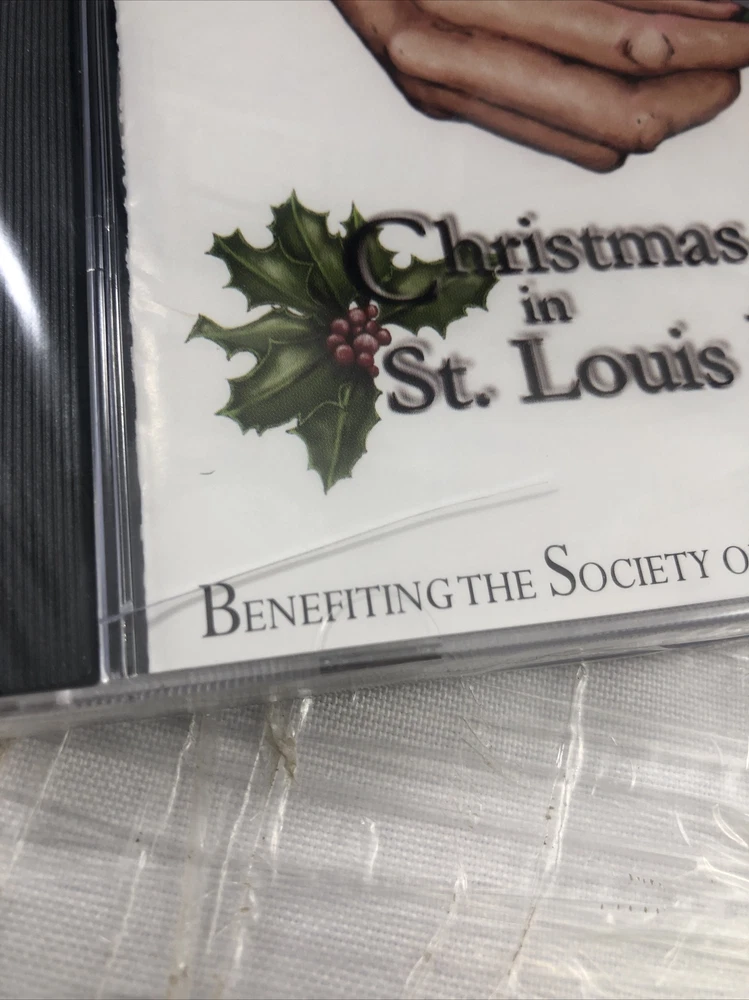 Christmas
in
St. Louis
BENEFITING THE SOCIETY